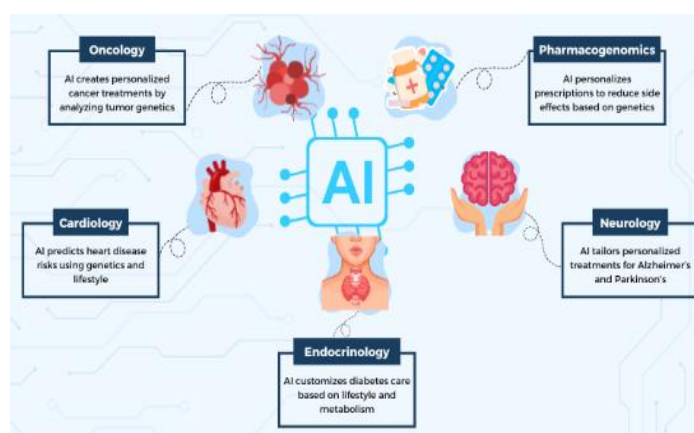 Oncology
AI creates personalized
cancer treatments by
analyzing tumor genetics
Pharmacogenomics
AI personalizes
prescriptions to reduce side
effects based on genetics
AI
Cardiology
AI predicts heart disease
risks using genetics and
lifestyle
Neurology
AI tailors personalized
treatments for Alzheimer's
and Parkinson's
Endocrinology
AI customizes diabetes care
based on lifestyle and
metabolism